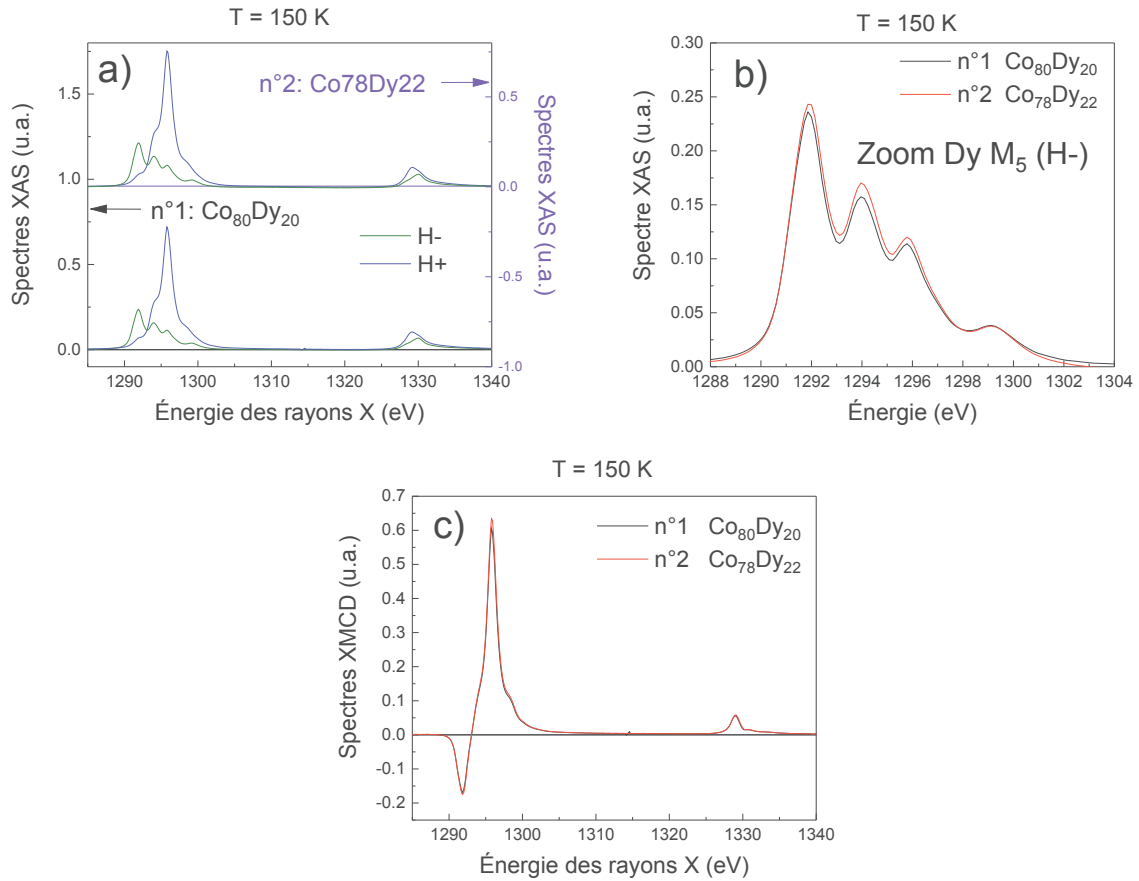 T = 150 K
a)
n°2: Co78Dy22
n°1: Co₈₀Dy₂₀
H-
H+
Spectres XAS (u.a.)
0.0
0.5
1.0
1.5
Spectres XAS (u.a.)
-1.0
-0.5
0.0
0.5
1290 1300 1310 1320 1330 1340
Énergie des rayons X (eV)
b)
n°1 Co₈₀Dy₂₀
n°2 Co₇₈Dy₂₂
Zoom Dy M₅ (H-)
Spectre XAS (u.a.)
0.30
0.25
0.20
0.15
0.10
0.05
0.00
1288 1290 1292 1294 1296 1298 1300 1302 1304
Énergie (eV)
T = 150 K
c)
n°1 Co₈₀Dy₂₀
n°2 Co₇₈Dy₂₂
Spectres XMCD (u.a.)
0.7
0.6
0.5
0.4
0.3
0.2
0.1
0.0
-0.1
-0.2
1290 1300 1310 1320 1330 1340
Énergie des rayons X (eV)
T = 150 K